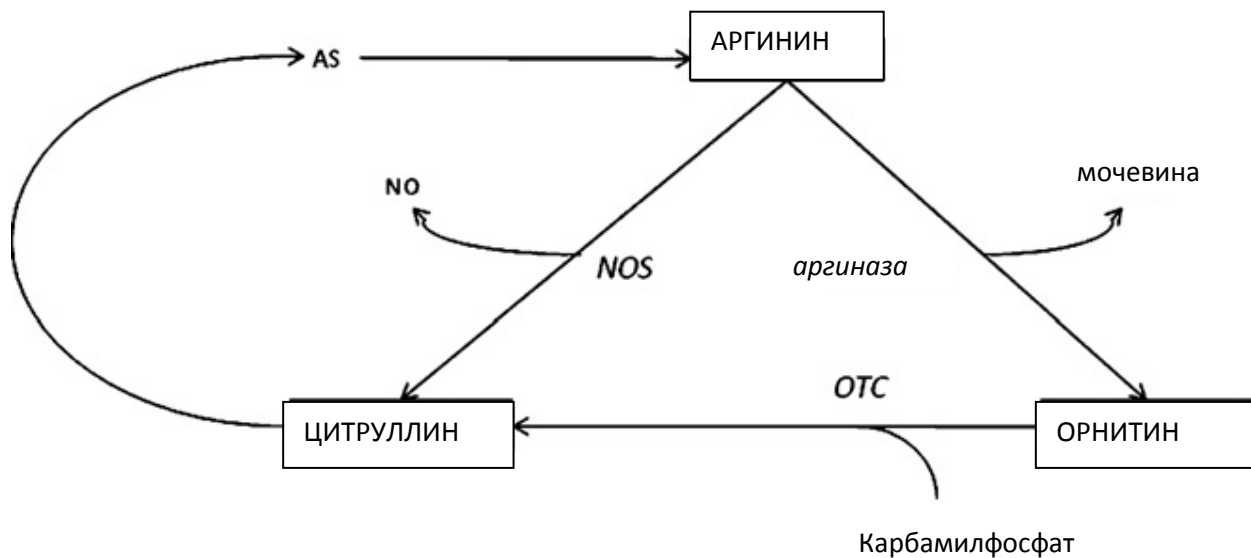 АРГИНИН
AS
мочевина
NO
NOS
аргиназа
OTC
ЦИТРУЛЛИН
ОРНИТИН
Карбамилфосфат